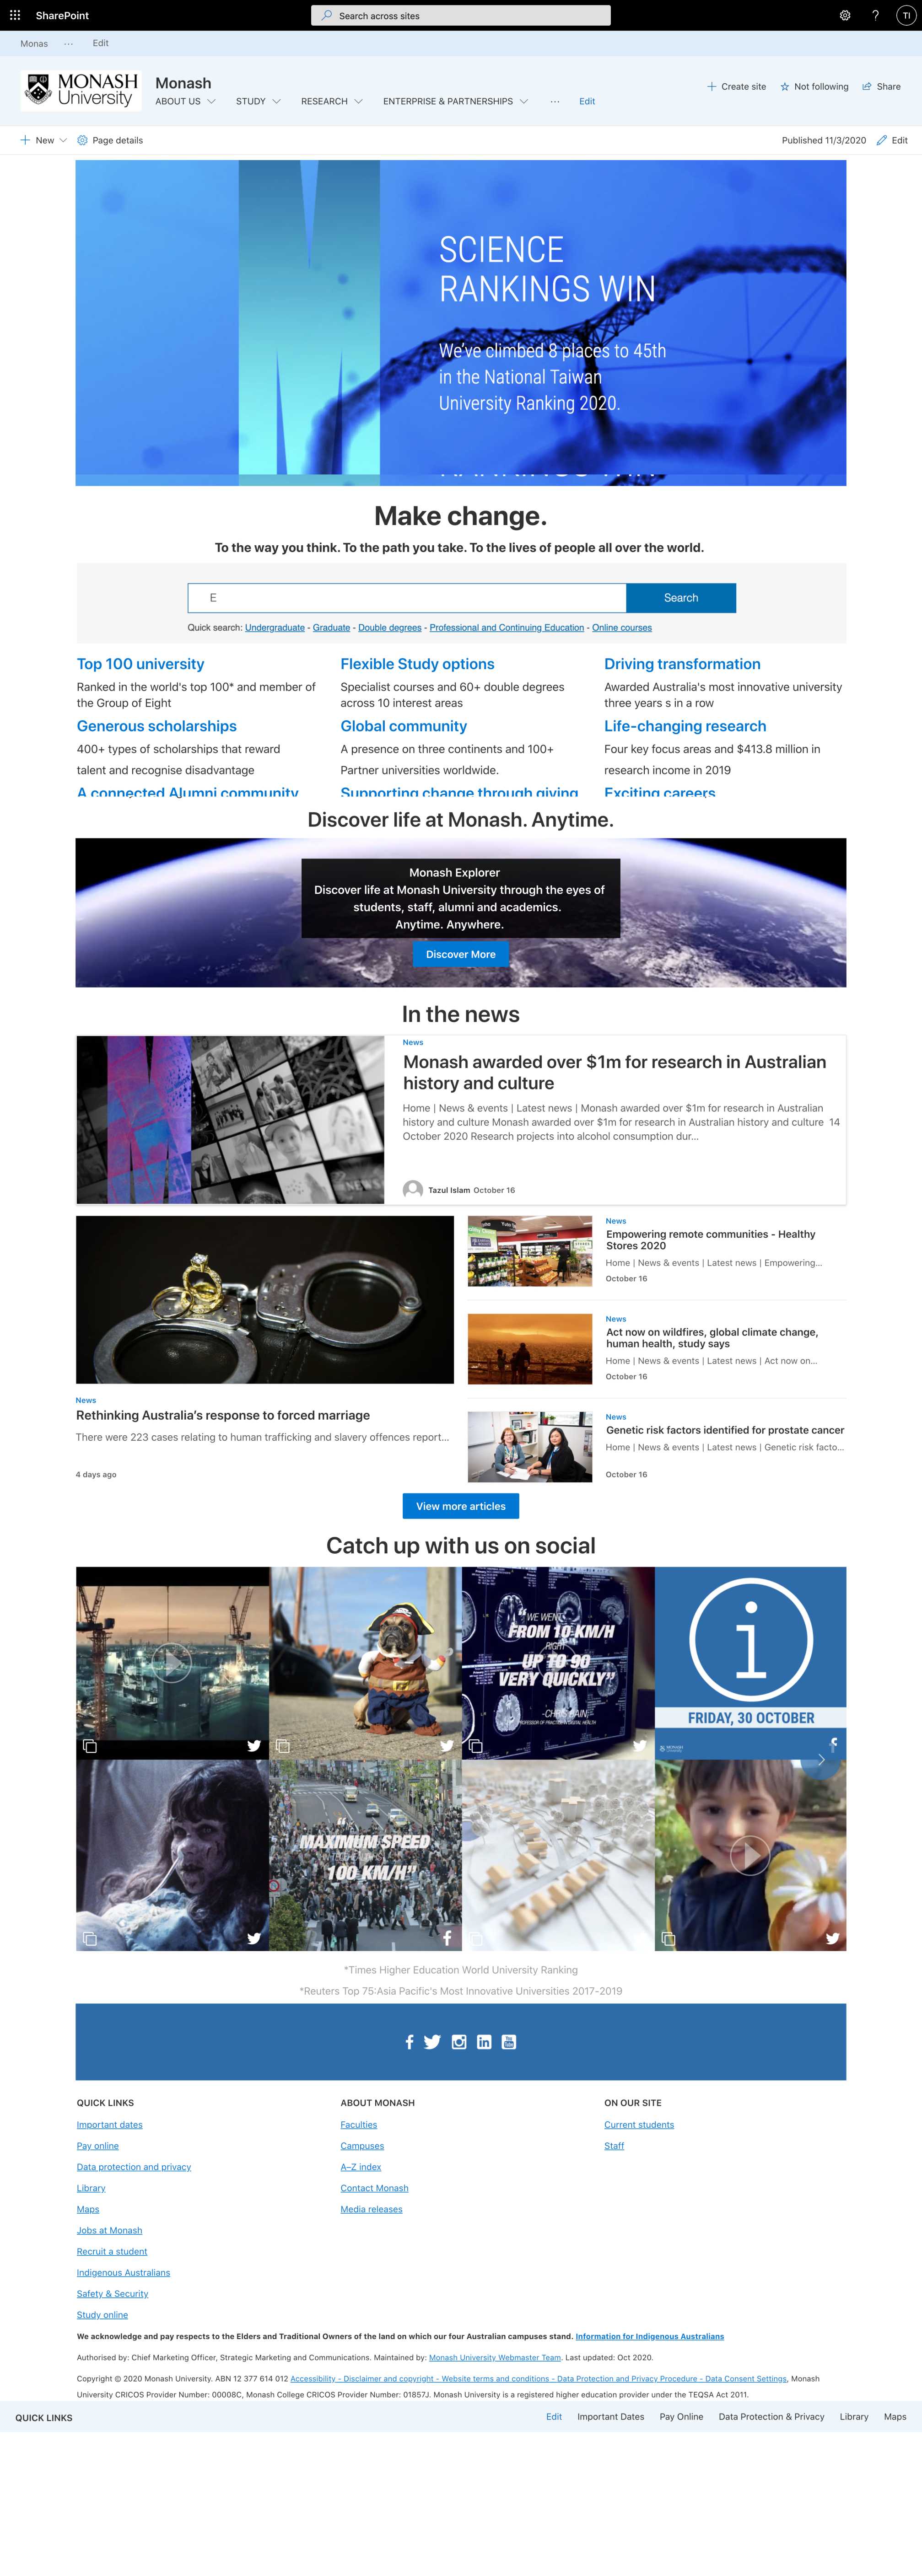 SharePoint
Search across sites
?
TI
Monas ... Edit
MONASH
University
Monash
Create site
Not following
Share
ABOUT US
STUDY
RESEARCH
ENTERPRISE & PARTNERSHIPS
...
Edit
New
Page details
Published 11/3/2020
Edit
SCIENCE
RANKINGS WIN
We've climbed 8 places to 45th
in the National Taiwan
University Ranking 2020.
Make change.
To the way you think. To the path you take. To the lives of people all over the world.
E
Search
Quick search: Undergraduate - Graduate - Double degrees - Professional and Continuing Education - Online courses
Top 100 university
Ranked in the world's top 100* and member of
the Group of Eight
Generous scholarships
400+ types of scholarships that reward
talent and recognise disadvantage
A connected Alumni community
Flexible Study options
Specialist courses and 60+ double degrees
across 10 interest areas
Global community
A presence on three continents and 100+
Partner universities worldwide.
Supporting change through giving
Driving transformation
Awarded Australia's most innovative university
three years s in a row
Life-changing research
Four key focus areas and $413.8 million in
research income in 2019
Exciting careers
Discover life at Monash. Anytime.
Monash Explorer
Discover life at Monash University through the eyes of
students, staff, alumni and academics.
Anytime. Anywhere.
Discover More
In the news
News
Monash awarded over $1m for research in Australian
history and culture
Home | News & events | Latest news | Monash awarded over $1m for research in Australian
history and culture Monash awarded over $1m for research in Australian history and culture 14
October 2020 Research projects into alcohol consumption dur...
Tazul Islam October 16
News
Rethinking Australia's response to forced marriage
There were 223 cases relating to human trafficking and slavery offences report...
4 days ago
News
Empowering remote communities - Healthy
Stores 2020
Home | News & events | Latest news | Empowering...
October 16
News
Act now on wildfires, global climate change,
human health, study says
Home | News & events | Latest news | Act now on...
October 16
News
Genetic risk factors identified for prostate cancer
Home | News & events | Latest news | Genetic risk facto...
October 16
View more articles
Catch up with us on social
"WE WENT
FROM 10 KM/H
RIGHT
UP TO 90
VERY QUICKLY"
-CHRIS BAIN,
PROFESSOR OF PRACTICE DIGITAL HEALTH
i
FRIDAY, 30 OCTOBER
MONASH
"
MAXIMUM SPEED
100 KM/H"
*Times Higher Education World University Ranking
*Reuters Top 75:Asia Pacific's Most Innovative Universities 2017-2019
QUICK LINKS
Important dates
Pay online
Data protection and privacy
Library
Maps
Jobs at Monash
Recruit a student
Indigenous Australians
Safety & Security
Study online
ABOUT MONASH
Faculties
Campuses
A–Z index
Contact Monash
Media releases
ON OUR SITE
Current students
Staff
We acknowledge and pay respects to the Elders and Traditional Owners of the land on which our four Australian campuses stand. Information for Indigenous Australians
Authorised by: Chief Marketing Officer, Strategic Marketing and Communications. Maintained by: Monash University Webmaster Team. Last updated: Oct 2020.
Copyright © 2020 Monash University. ABN 12 377 614 012 Accessibility - Disclaimer and copyright - Website terms and conditions - Data Protection and Privacy Procedure - Data Consent Settings, Monash
University CRICOS Provider Number: 00008C, Monash College CRICOS Provider Number: 01857J. Monash University is a registered higher education provider under the TEQSA Act 2011.
QUICK LINKS
Edit
Important Dates
Pay Online
Data Protection & Privacy
Library
Maps